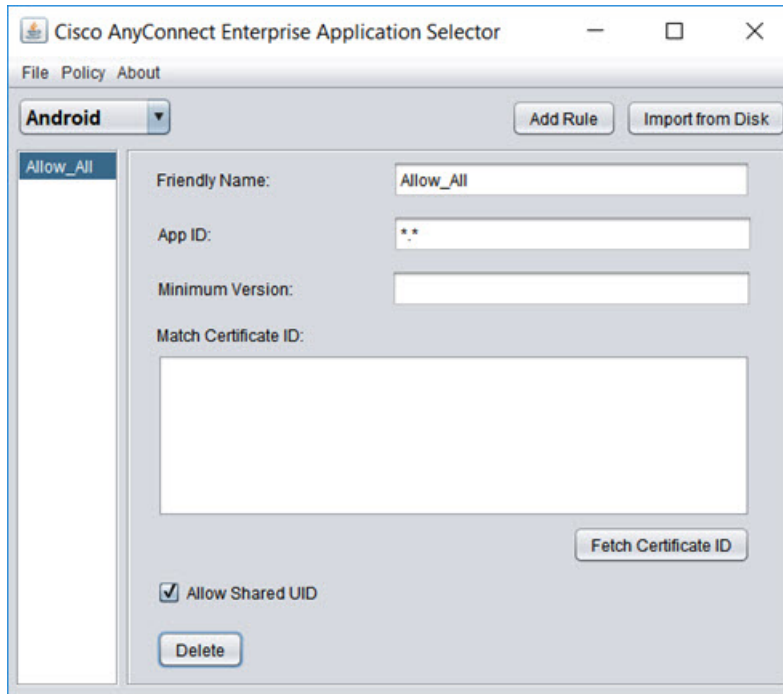 Cisco AnyConnect Enterprise Application Selector
File Policy About
Android Add Rule Import from Disk
Allow_All
Friendly Name: Allow_All
App ID: *.*
Minimum Version:
Match Certificate ID:
Fetch Certificate ID
Allow Shared UID
Delete